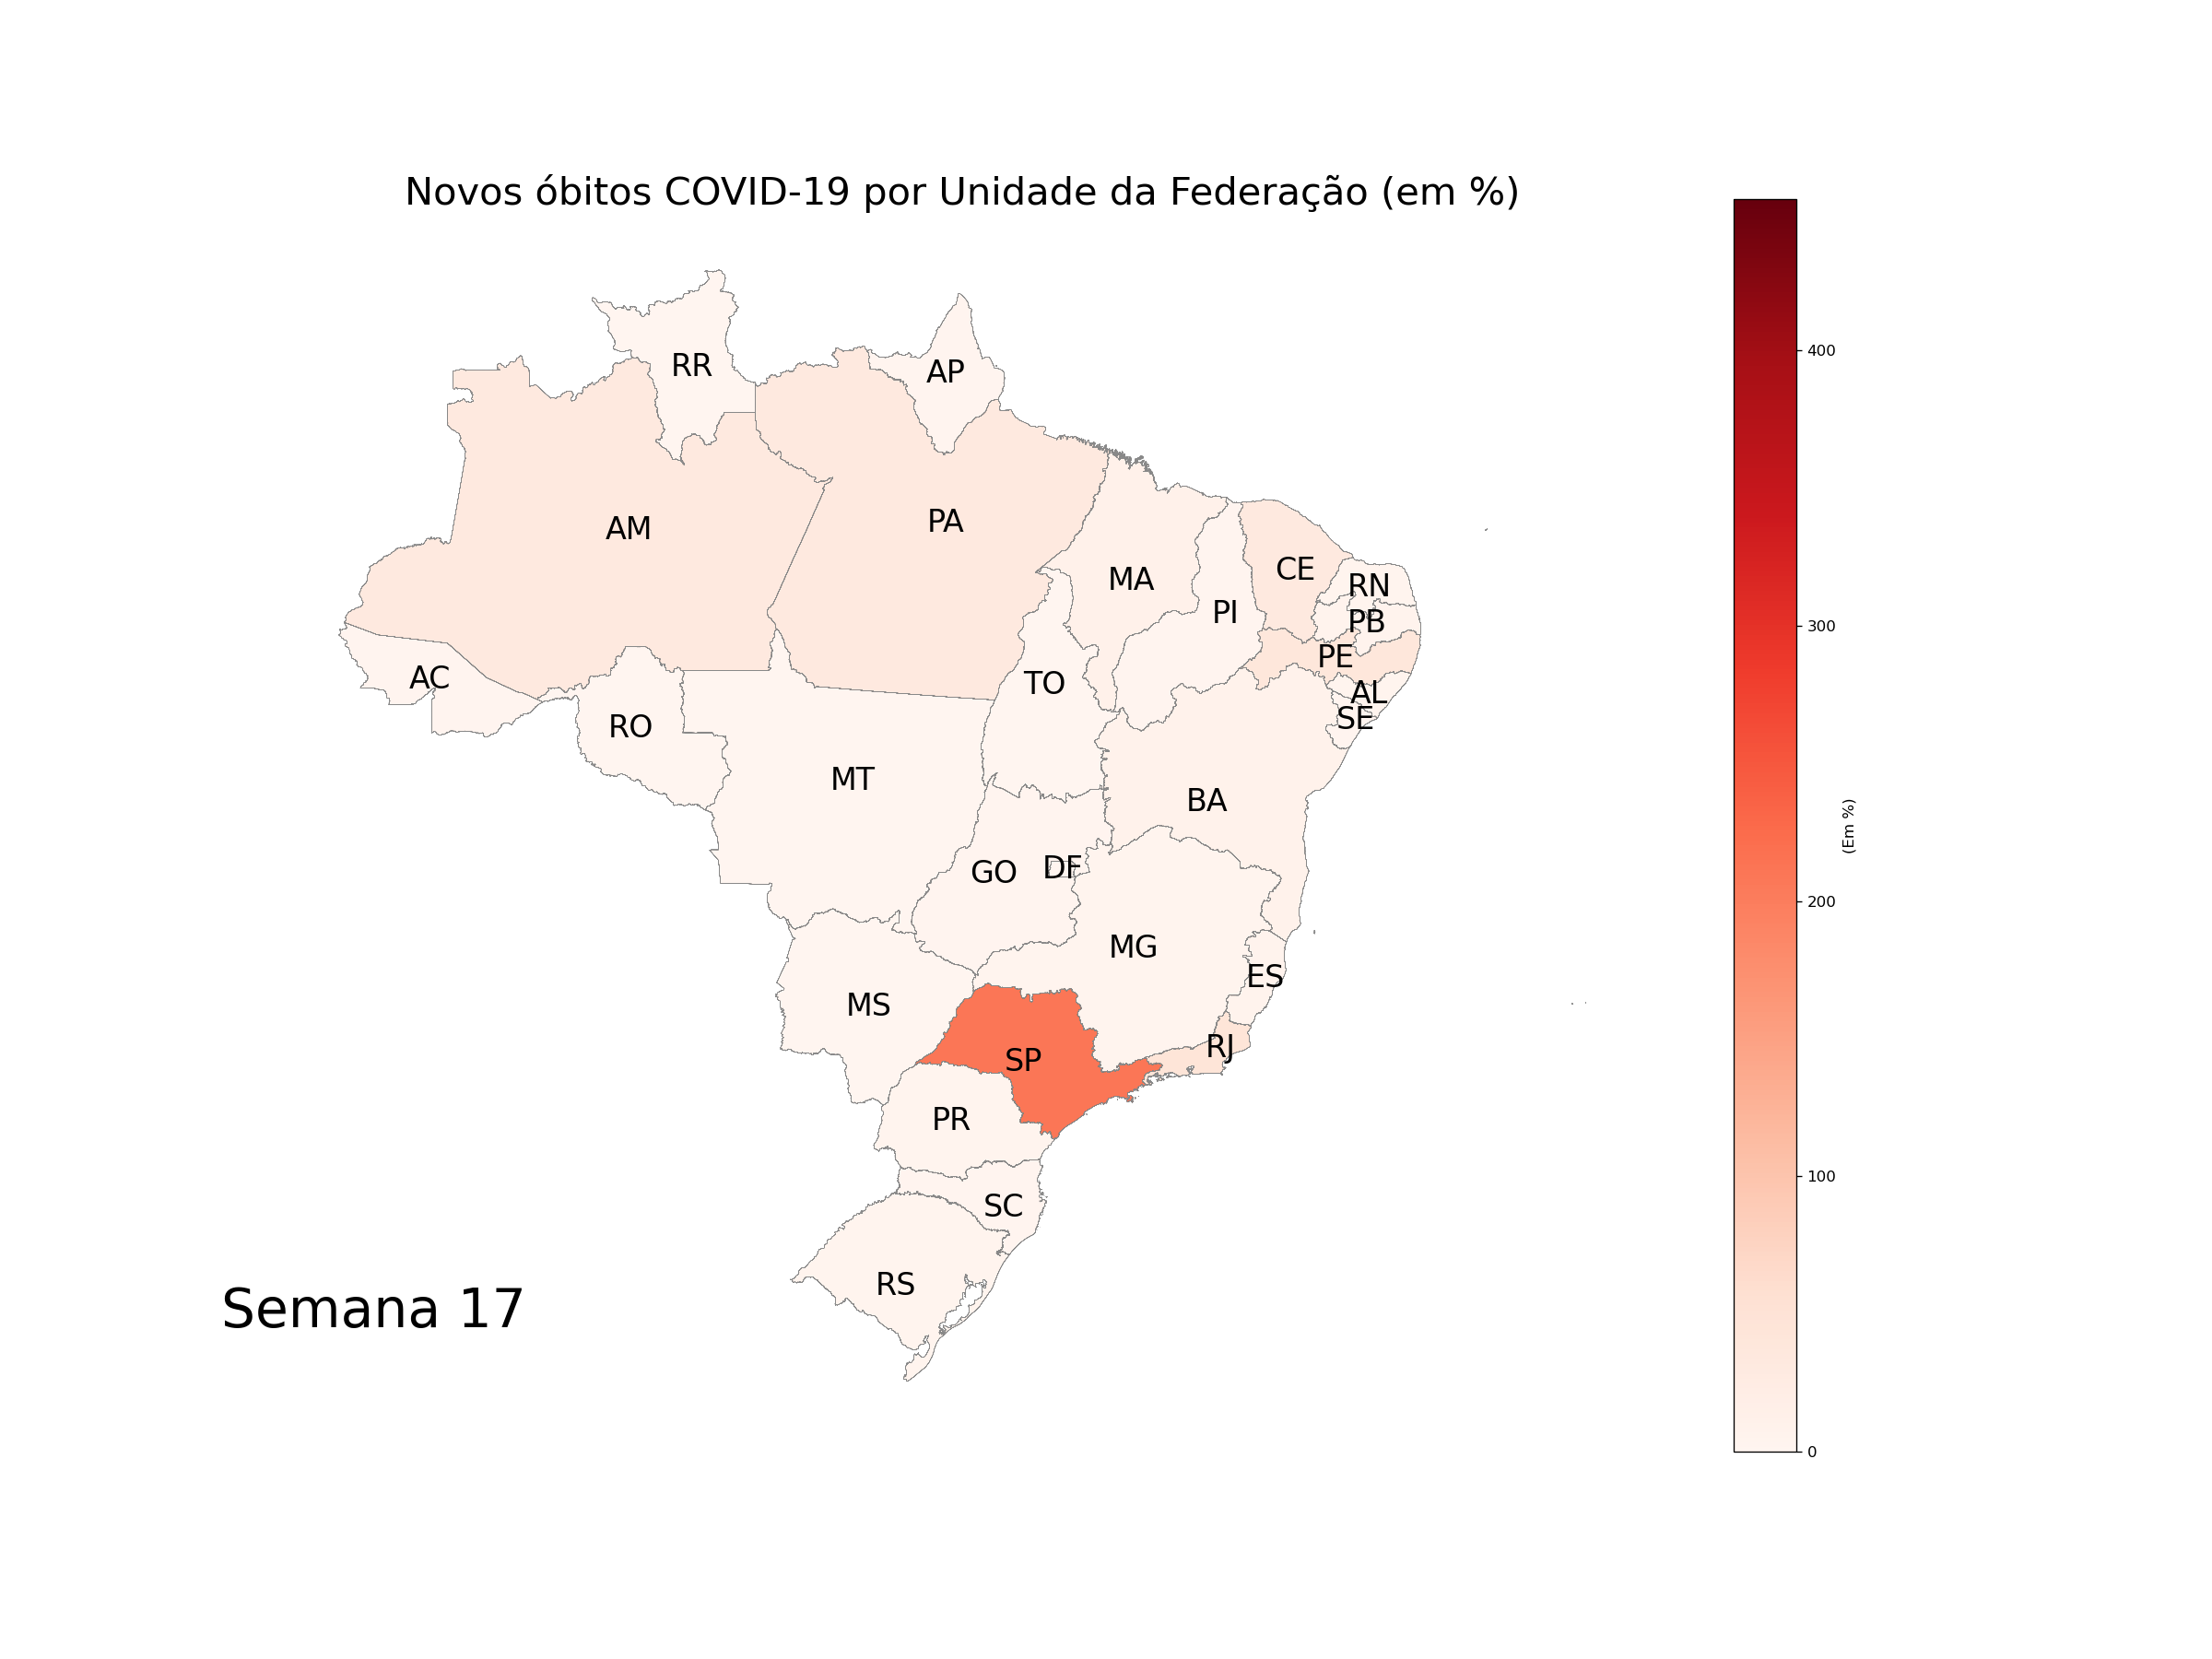 Novos óbitos COVID-19 por Unidade da Federação (em %)
RR
AP
400
AM
PA
CE
MA
RN
PI
PB
300
PE
AC
TO
AL
SE
RO
MT
BA
(Em %)
GO
DF
200
MG
ES
MS
RJ
SP
PR
100
SC
RS
Semana 17
0